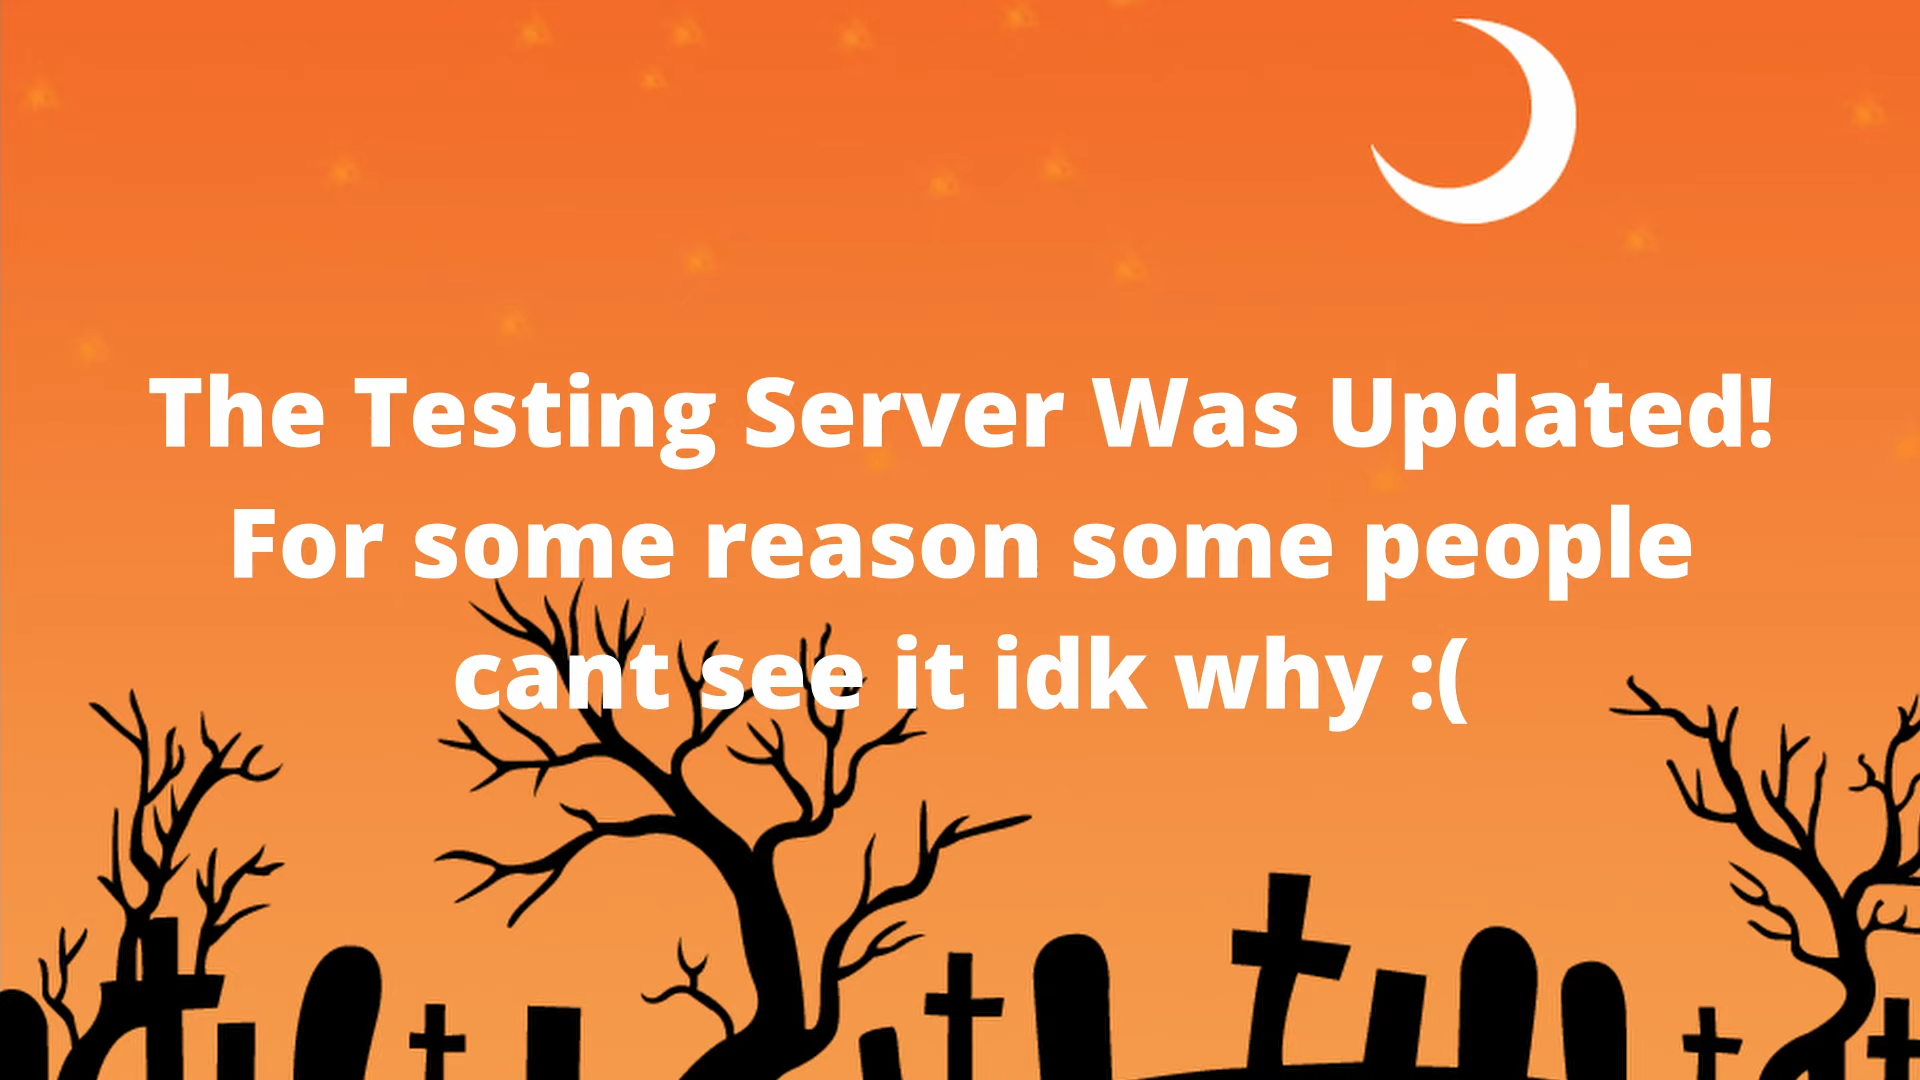 The Testing Server Was Updated!
For some reason some people
cant see it idk why :(